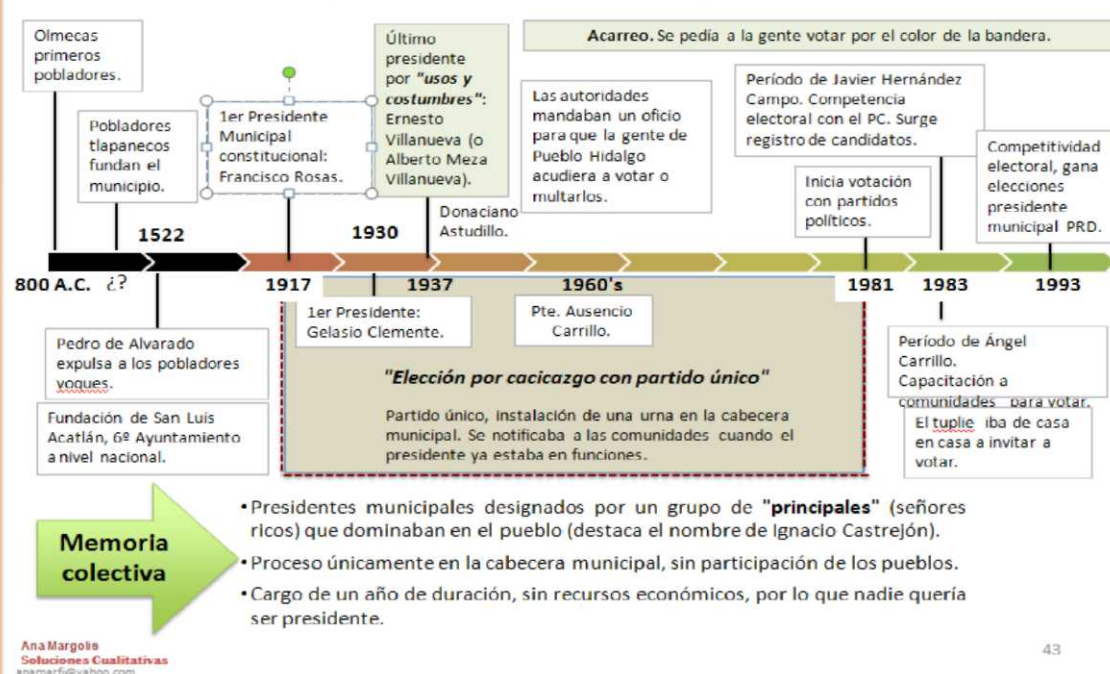 Olmecas
primeros
pobladores.
Pobladores
tlapanecos
fundan el
municipio.
1er Presidente
Municipal
constitucional:
Francisco Rosas.
Último
presidente
por "usos y
costumbres":
Ernesto
Villanueva (o
Alberto Meza
Villanueva).
Donaciano
Astudillo.
Acarreo. Se pedía a la gente votar por el color de la bandera.
Las autoridades
mandaban un oficio
para que la gente de
Pueblo Hidalgo
acudiera a votar o
multarlos.
Período de Javier Hernández
Campo. Competencia
electoral con el PC. Surge
registro de candidatos.
Inicia votación
con partidos
políticos.
Competitividad
electoral, gana
elecciones
presidente
municipal PRD.
1522
1930
800 A.C. ¿?
1917
1937
1960's
1981
1983
1993
Pedro de Alvarado
expulsa a los pobladores
yoques.
Fundación de San Luis
Acatlán, 6º Ayuntamiento
a nivel nacional.
1er Presidente:
Gelasio Clemente.
Pte. Ausencio
Carrillo.
"Elección por cacicazgo con partido único"
Partido único, instalación de una urna en la cabecera
municipal. Se notificaba a las comunidades cuando el
presidente ya estaba en funciones.
Período de Ángel
Carrillo.
Capacitación a
comunidades para votar.
El tuplie iba de casa
en casa a invitar a
votar.
Memoria
colectiva
• Presidentes municipales designados por un grupo de "principales" (señores
ricos) que dominaban en el pueblo (destaca el nombre de Ignacio Castrejón).
• Proceso únicamente en la cabecera municipal, sin participación de los pueblos.
• Cargo de un año de duración, sin recursos económicos, por lo que nadie quería
ser presidente.
Ana Margolis
Soluciones Cualitativas
anamarfi@yahoo.com
43